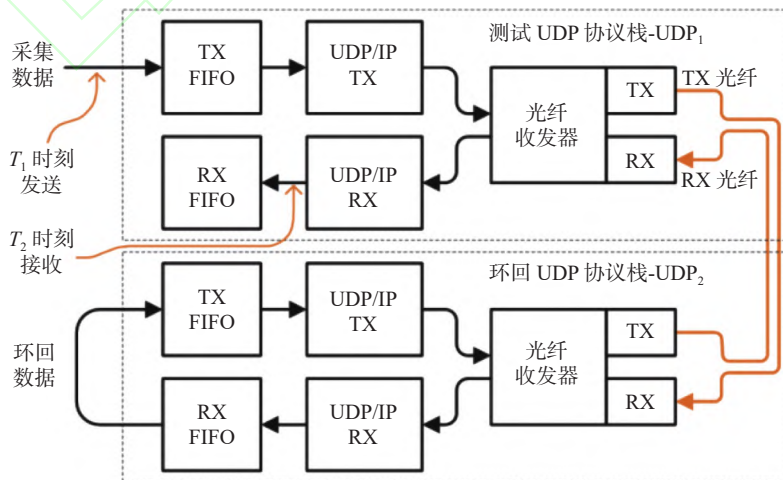 测试 UDP 协议栈-UDP₁
采集
数据
TX
FIFO
UDP/IP
TX
光纤
收发器
TX
TX 光纤
RX
RX 光纤
T₁ 时刻
发送
RX
FIFO
UDP/IP
RX
T₂ 时刻
接收
环回 UDP 协议栈-UDP₂
TX
FIFO
UDP/IP
TX
光纤
收发器
TX
RX
环回
数据
RX
FIFO
UDP/IP
RX